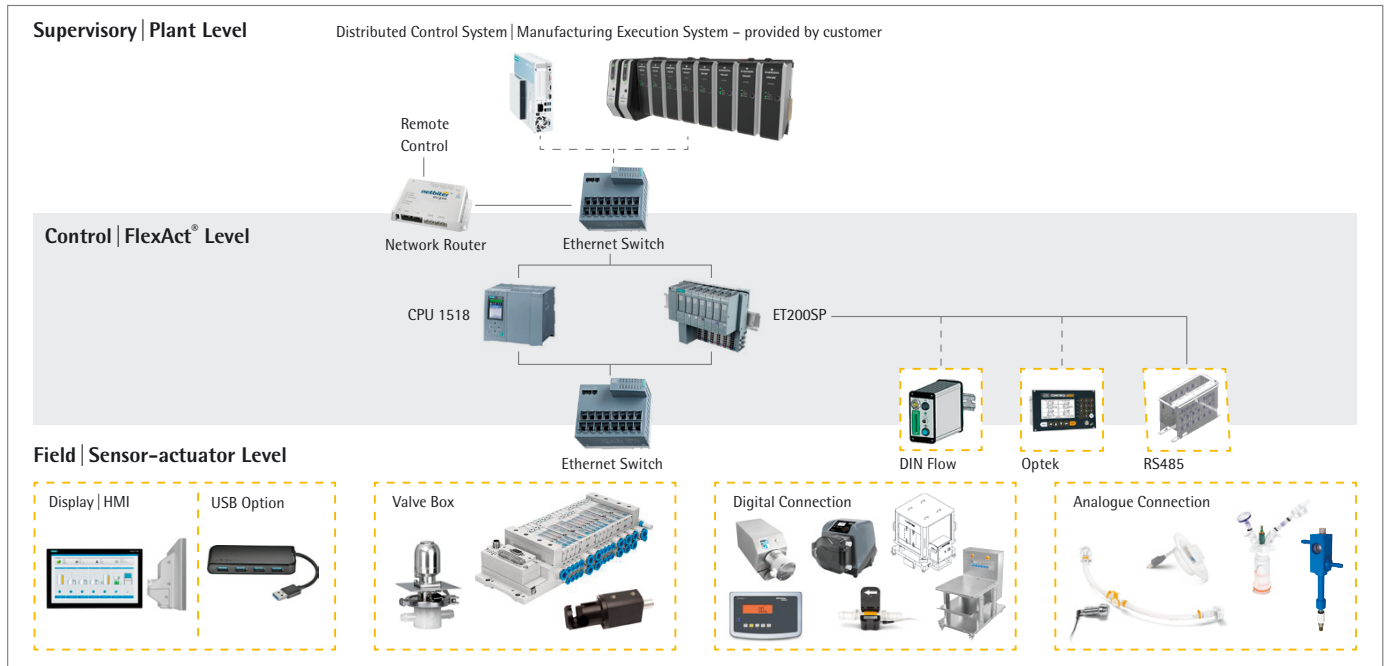 Supervisory | Plant Level
Distributed Control System | Manufacturing Execution System – provided by customer
Remote
Control
netbiter
Control | FlexAct® Level
Network Router
Ethernet Switch
CPU 1518
ET200SP
Field | Sensor-actuator Level
Ethernet Switch
DIN Flow
Optek
RS485
Display | HMI
USB Option
Valve Box
Digital Connection
Analogue Connection